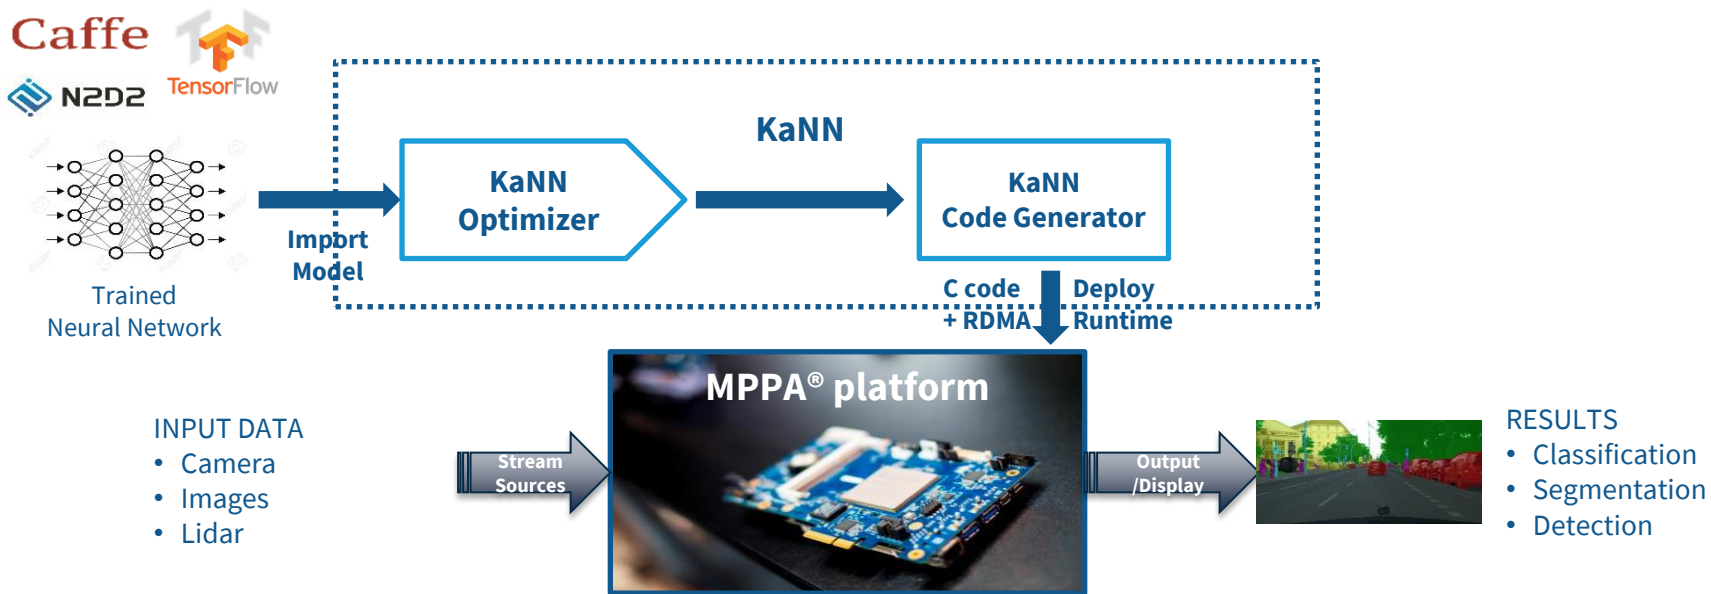 Caffe
TensorFlow
N2D2
Trained
Neural Network
Import
Model
KaNN
KaNN
Optimizer
KaNN
Code Generator
C code
+ RDMA
Deploy
Runtime
MPPA® platform
INPUT DATA
• Camera
• Images
• Lidar
Stream
Sources
Output
/Display
RESULTS
• Classification
• Segmentation
• Detection